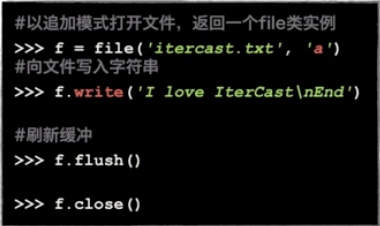 #以追加模式打开文件，返回一个file类实例
>>> f = file('itercast.txt', 'a')
#向文件写入字符串
>>> f.write('I love IterCast\nEnd')
#刷新缓冲
>>> f.flush()
>>> f.close()